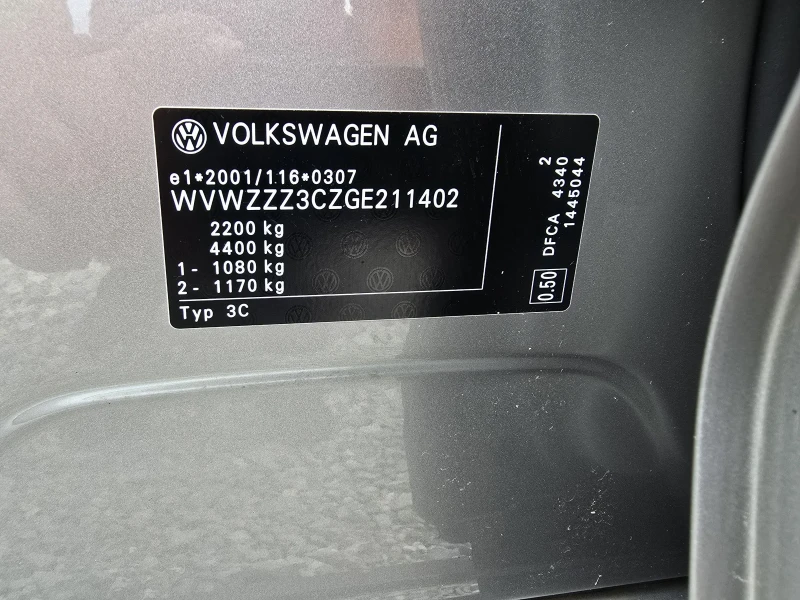 VOLKSWAGEN AG
e1*2001/116*0307
WVWZZZ3CZGE211402
2200 kg
4400 kg
1- 1080 kg
2- 1170 kg
Typ 3C
0.50
DFCA 4340 2
1445044